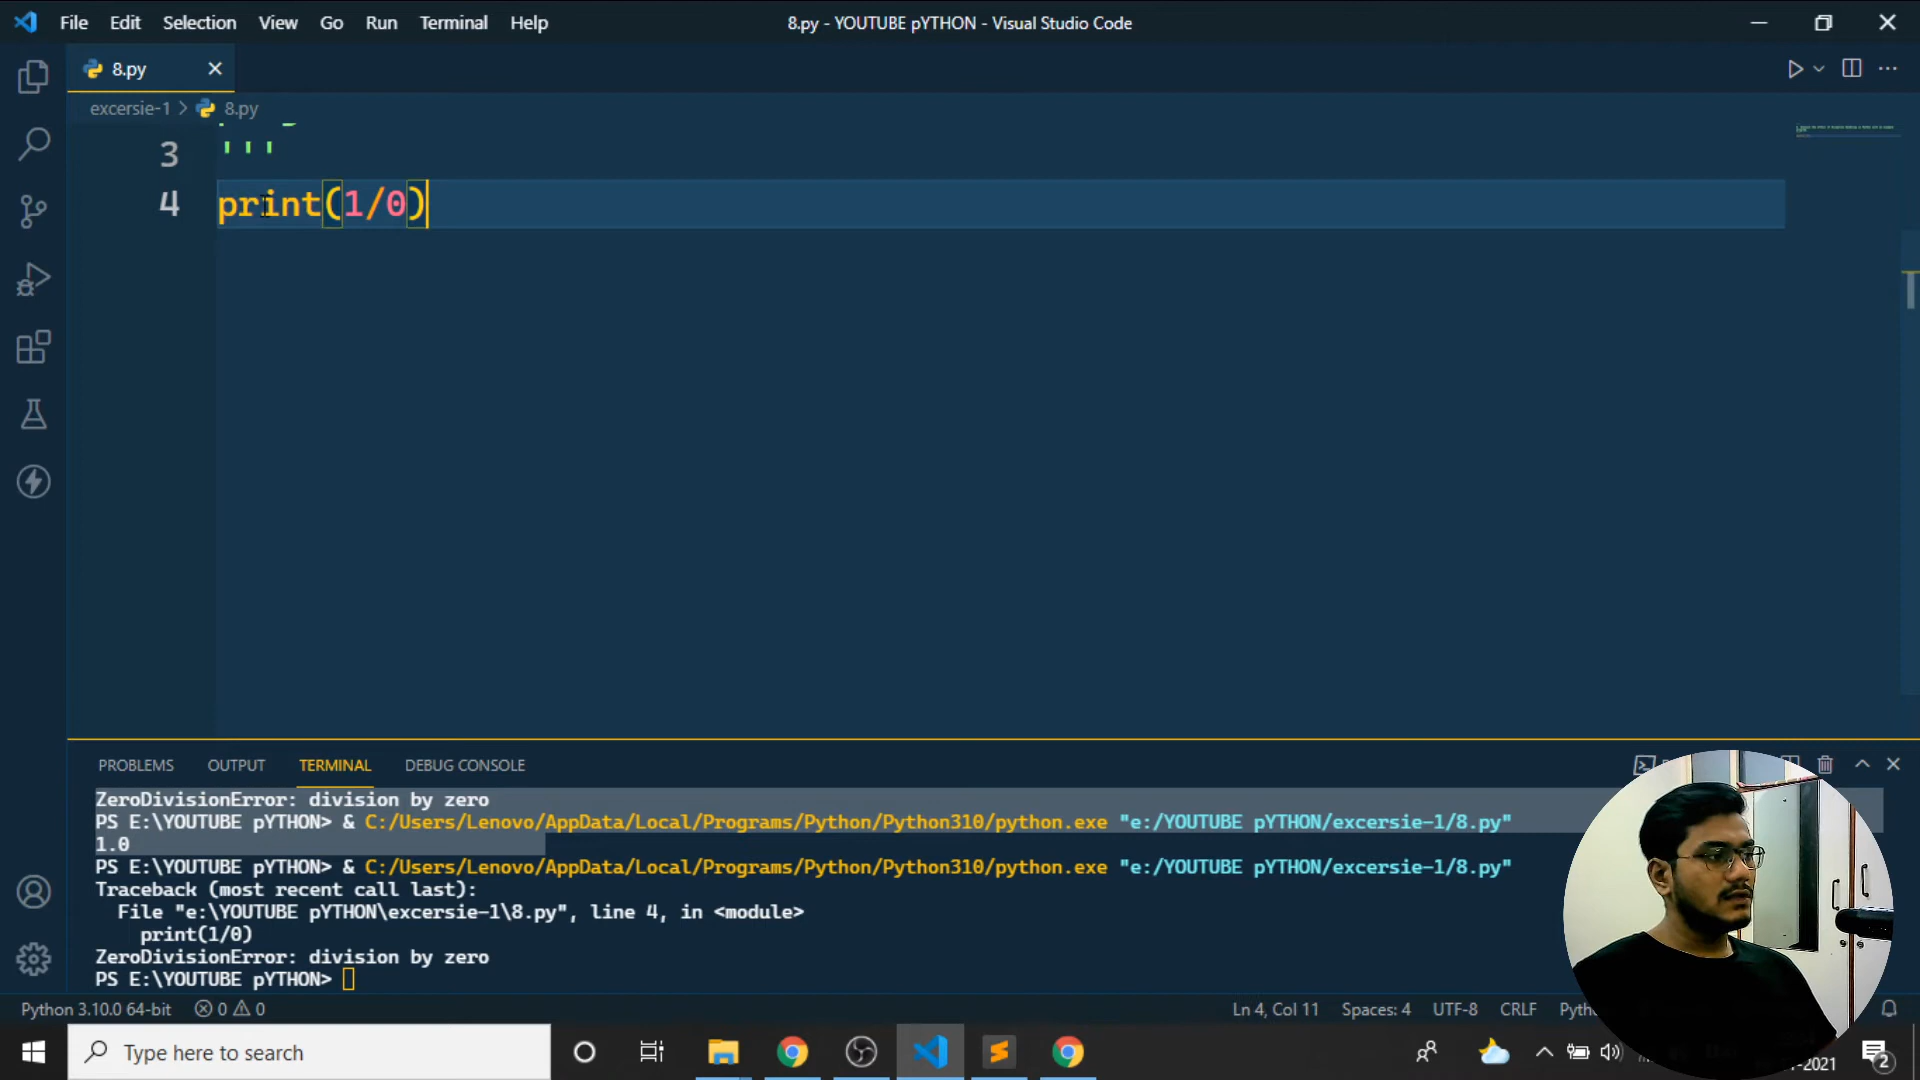 File Edit Selection View Go Run Terminal Help
8.py - YOUTUBE pYTHON - Visual Studio Code
8.py
excersie-1 > 8.py
3 '''
4 print(1/0)
PROBLEMS OUTPUT TERMINAL DEBUG CONSOLE
ZeroDivisionError: division by zero
PS E:\YOUTUBE pYTHON> & C:/Users/Lenovo/AppData/Local/Programs/Python/Python310/python.exe "e:/YOUTUBE pYTHON/excersie-1/8.py"
1.0
PS E:\YOUTUBE pYTHON> & C:/Users/Lenovo/AppData/Local/Programs/Python/Python310/python.exe "e:/YOUTUBE pYTHON/excersie-1/8.py"
Traceback (most recent call last):
File "e:\YOUTUBE pYTHON\excersie-1\8.py", line 4, in <module>
print(1/0)
ZeroDivisionError: division by zero
PS E:\YOUTUBE pYTHON>
Python 3.10.0 64-bit 0 0 Ln 4, Col 11 Spaces: 4 UTF-8 CRLF
Type here to search
2021
2